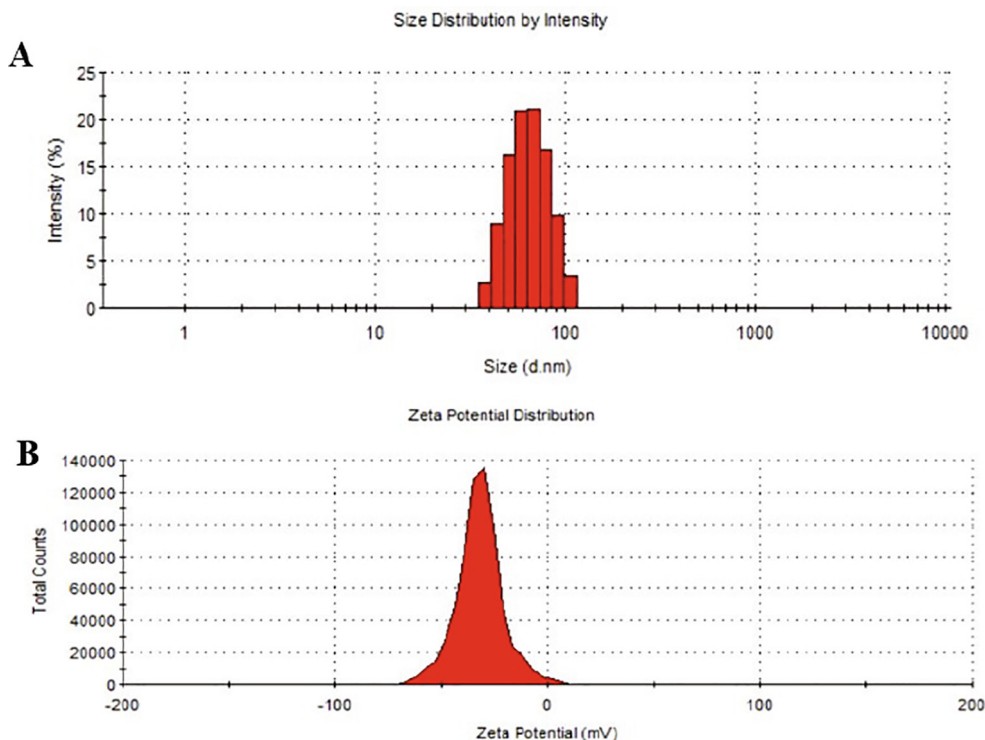 Size Distribution by Intensity
A
25
20
15
10
5
0
Intensity (%)
1 10 100 1000 10000
Size (d.nm)
Zeta Potential Distribution
B
140000
120000
100000
80000
60000
40000
20000
0
Total Counts
-200 -100 0 100 200
Zeta Potential (mV)